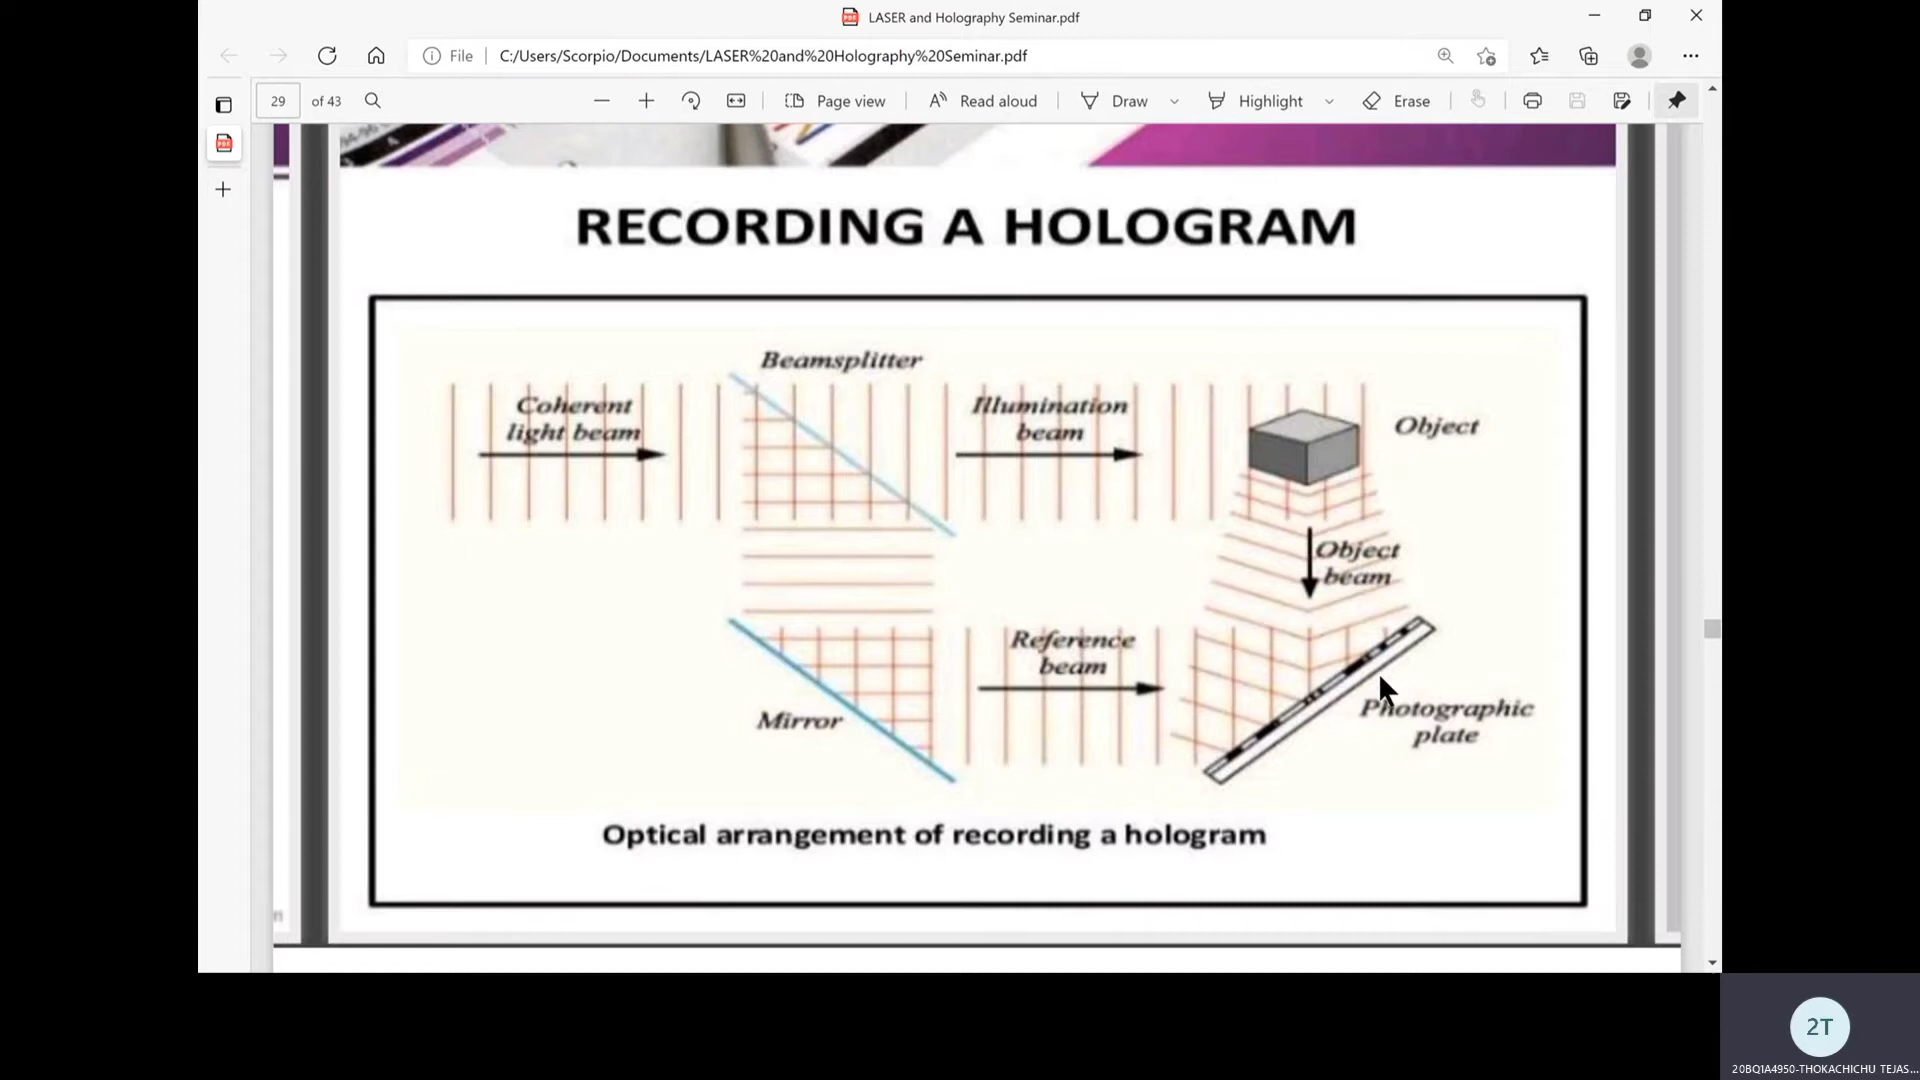 LASER and Holography Seminar.pdf
File
C:/Users/Scorpio/Documents/LASER%20and%20Holography%20Seminar.pdf
29 of 43
Page view
Read aloud
Draw
Highlight
Erase
RECORDING A HOLOGRAM
Beamsplitter
Coherent
light beam
Illumination
beam
Object
Object
beam
Reference
beam
Mirror
Photographic
plate
Optical arrangement of recording a hologram
2T
20BQ1A4950-THOKACHICHU TEJAS...